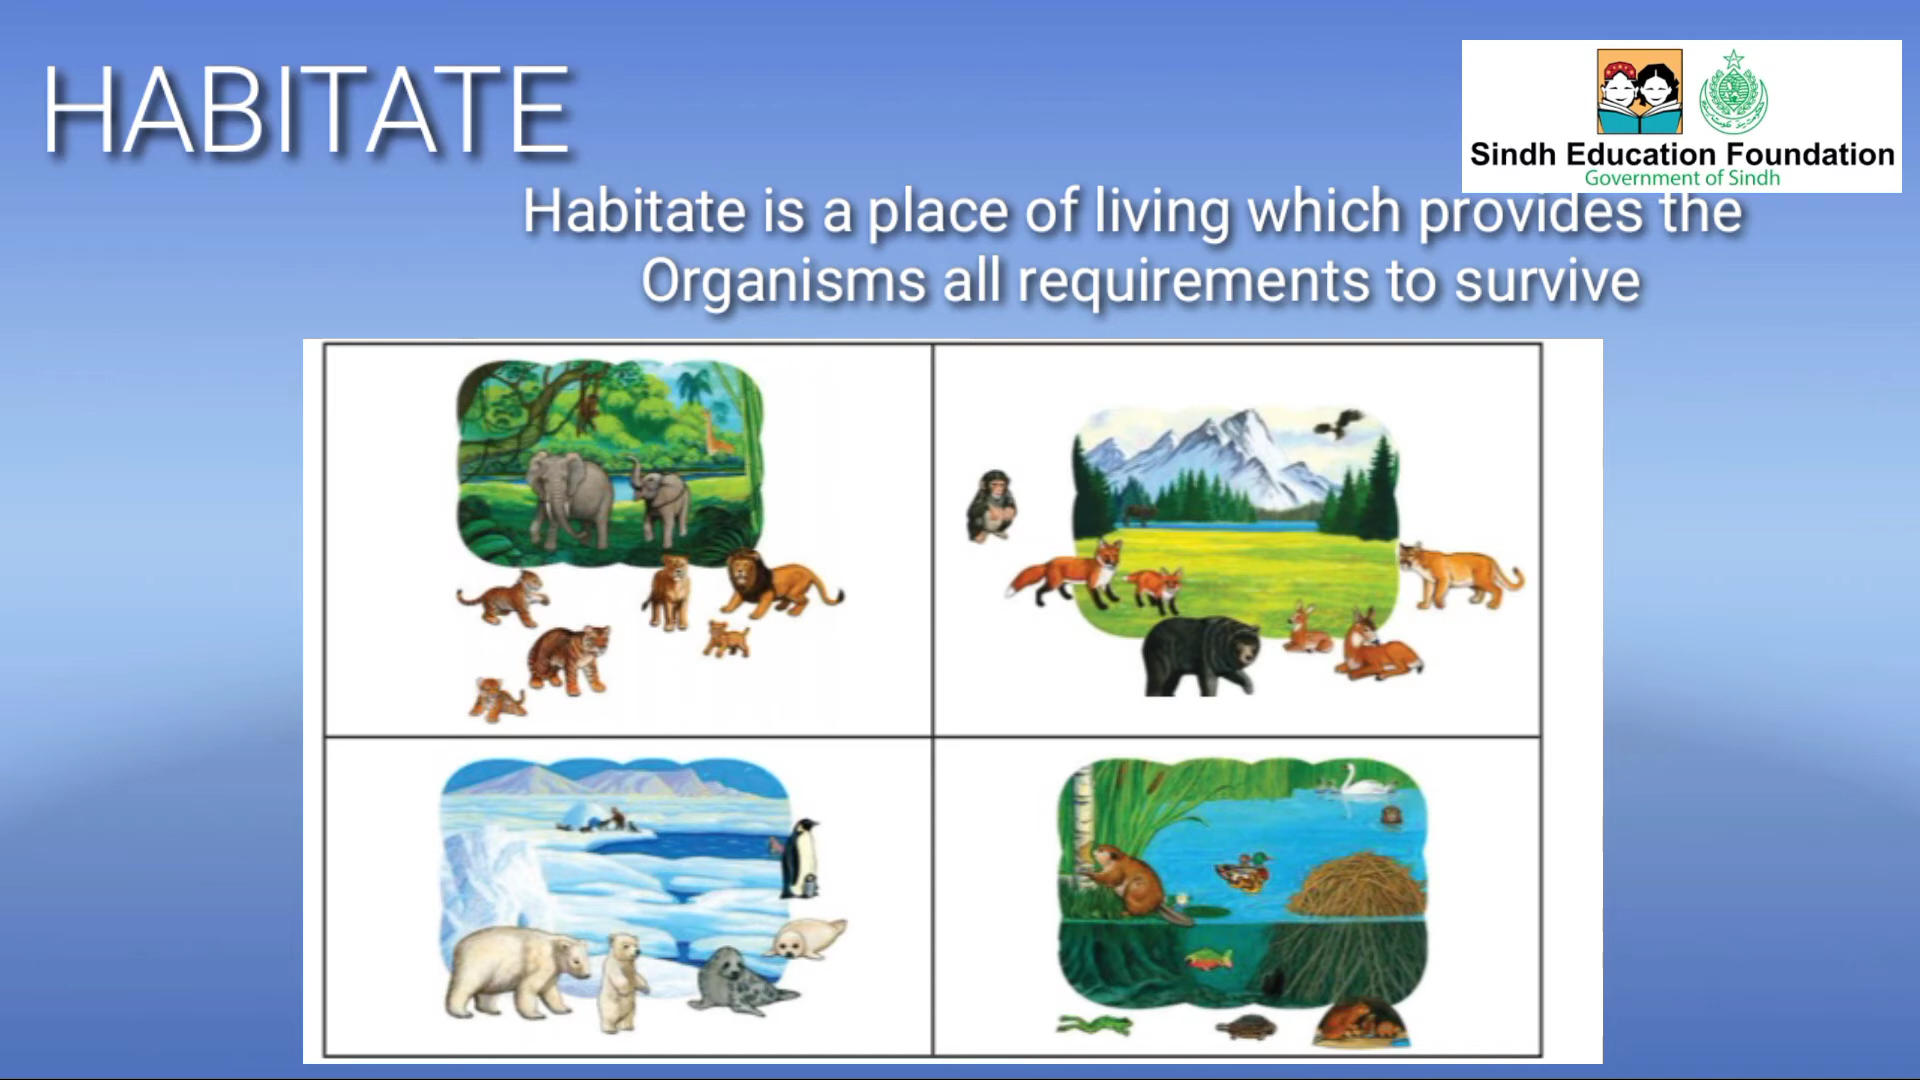 HABITATE
Sindh Education Foundation
Government of Sindh
Habitate is a place of living which provides the
Organisms all requirements to survive